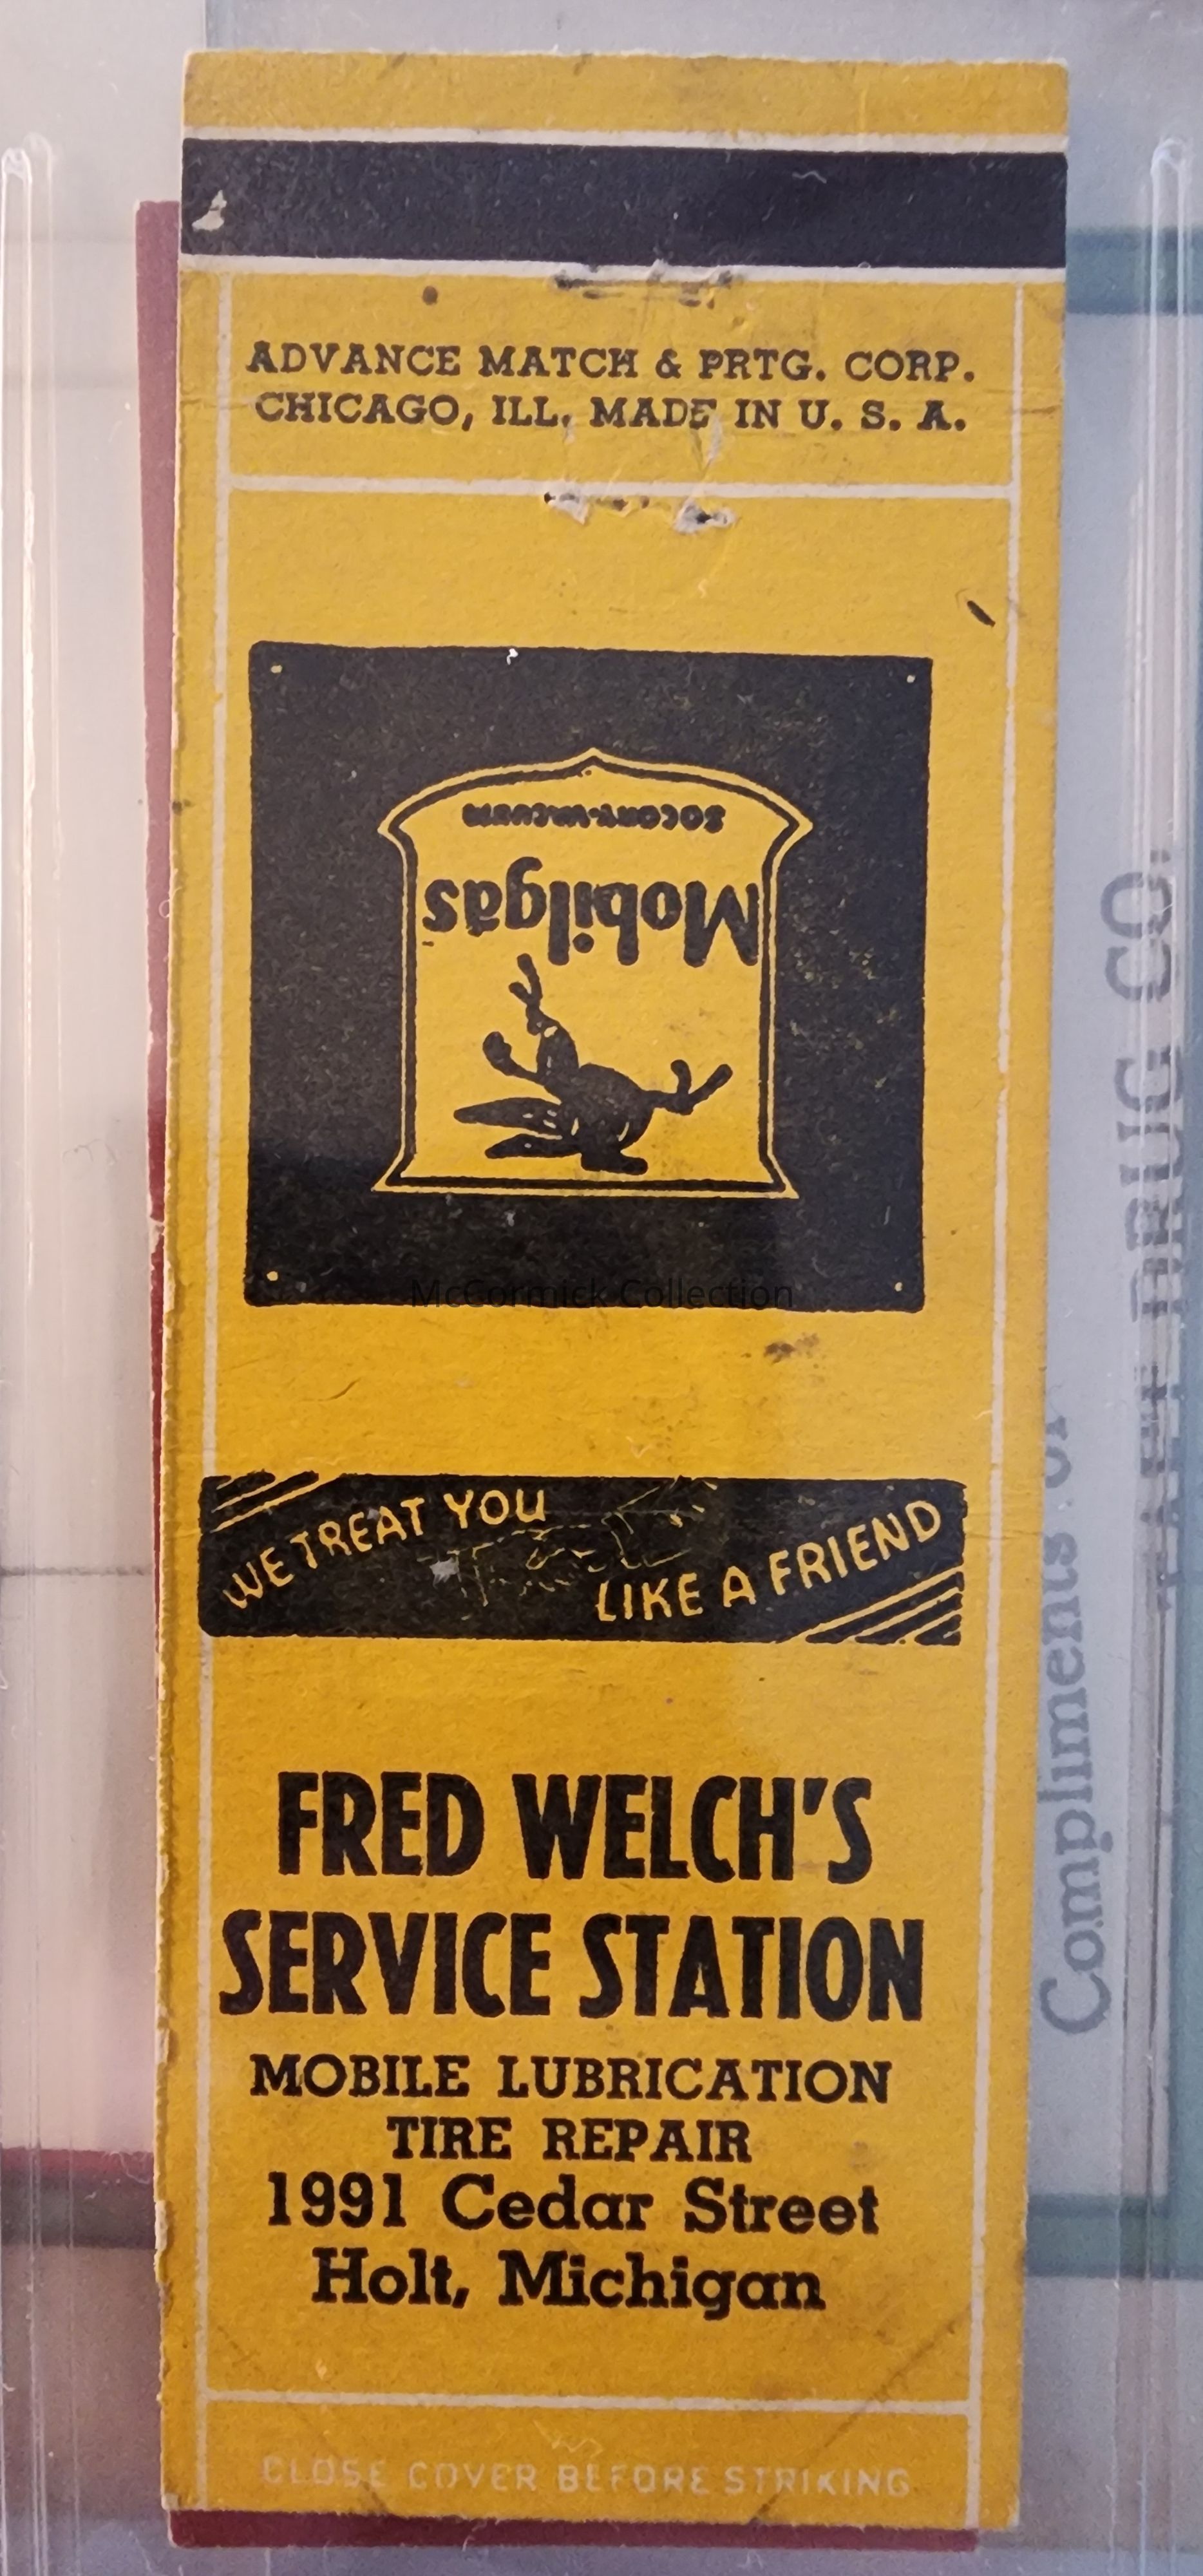 ADVANCE MATCH & PRTG. CORP.
CHICAGO, ILL. MADE IN U. S. A.
SOCONY-VACUUM
Mobilgas
McCormick Collection
WE TREAT YOU
LIKE A FRIEND
FRED WELCH'S
SERVICE STATION
MOBILE LUBRICATION
TIRE REPAIR
1991 Cedar Street
Holt, Michigan
CLOSE COVER BEFORE STRIKING
Compliments of
DRUG CO.